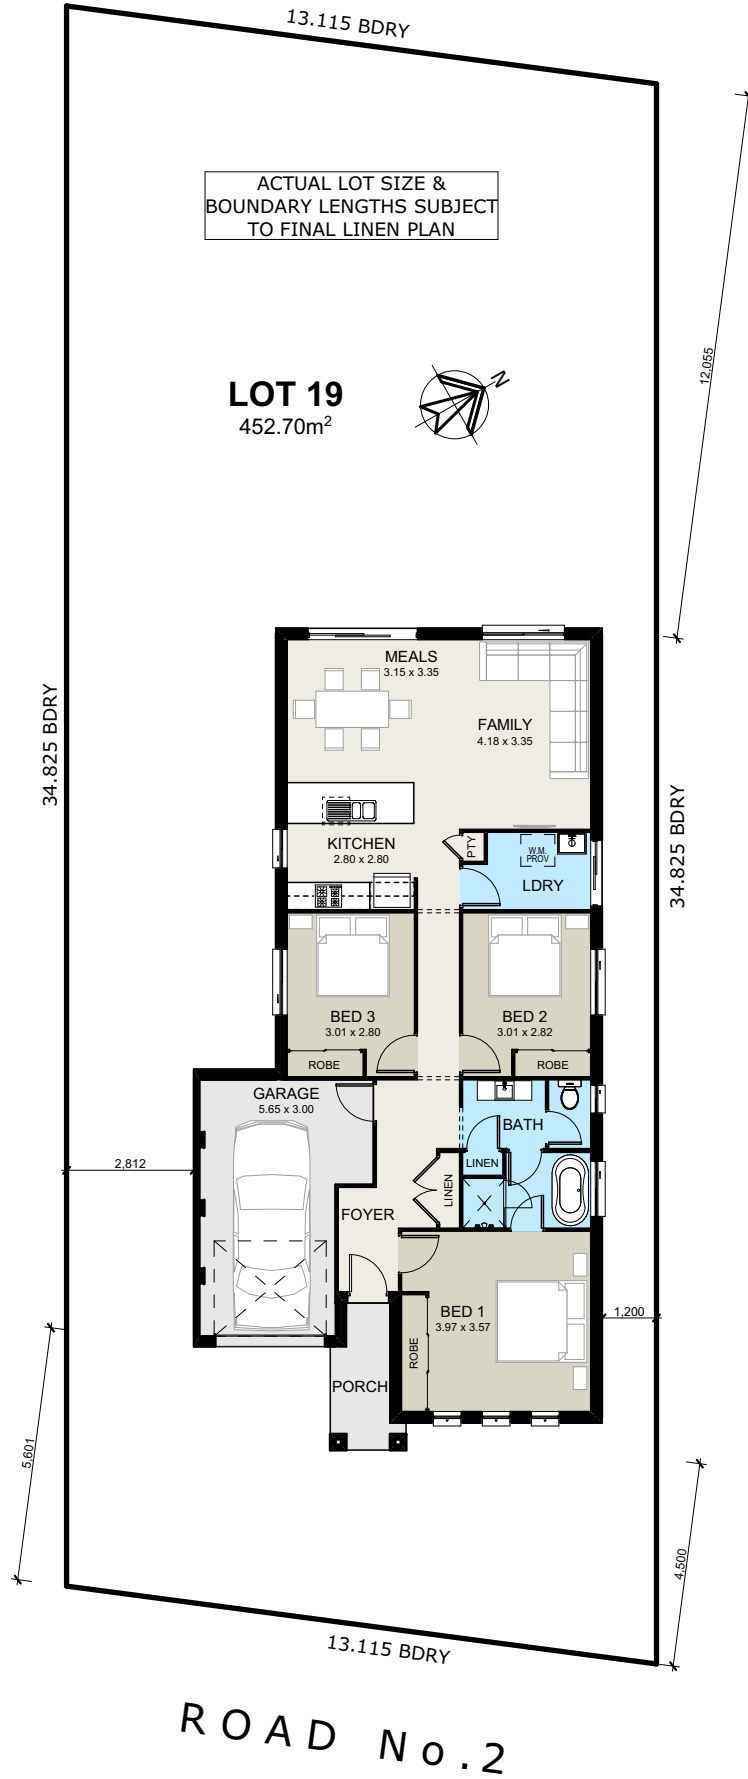 13.115 BDRY
ACTUAL LOT SIZE &
BOUNDARY LENGTHS SUBJECT
TO FINAL LINEN PLAN
12.055
LOT 19
452.70m²
N
34.825 BDRY
MEALS
3.15 x 3.35
FAMILY
4.18 x 3.35
34.825 BDRY
KITCHEN
2.80 x 2.80
PTY
W.M.
PROV
LDRY
BED 3
3.01 x 2.80
ROBE
BED 2
3.01 x 2.82
ROBE
GARAGE
5.65 x 3.00
BATH
2,812
LINEN
LINEN
FOYER
BED 1
3.97 x 3.57
1,200
ROBE
PORCH
5,601
4,500
13.115 BDRY
ROAD No.2